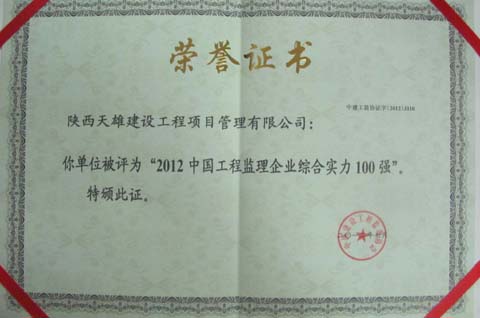 荣誉证书
陕西天雄建设工程项目管理有限公司：
你单位被评为“2012中国工程监理企业综合实力100强”。
特颁此证。